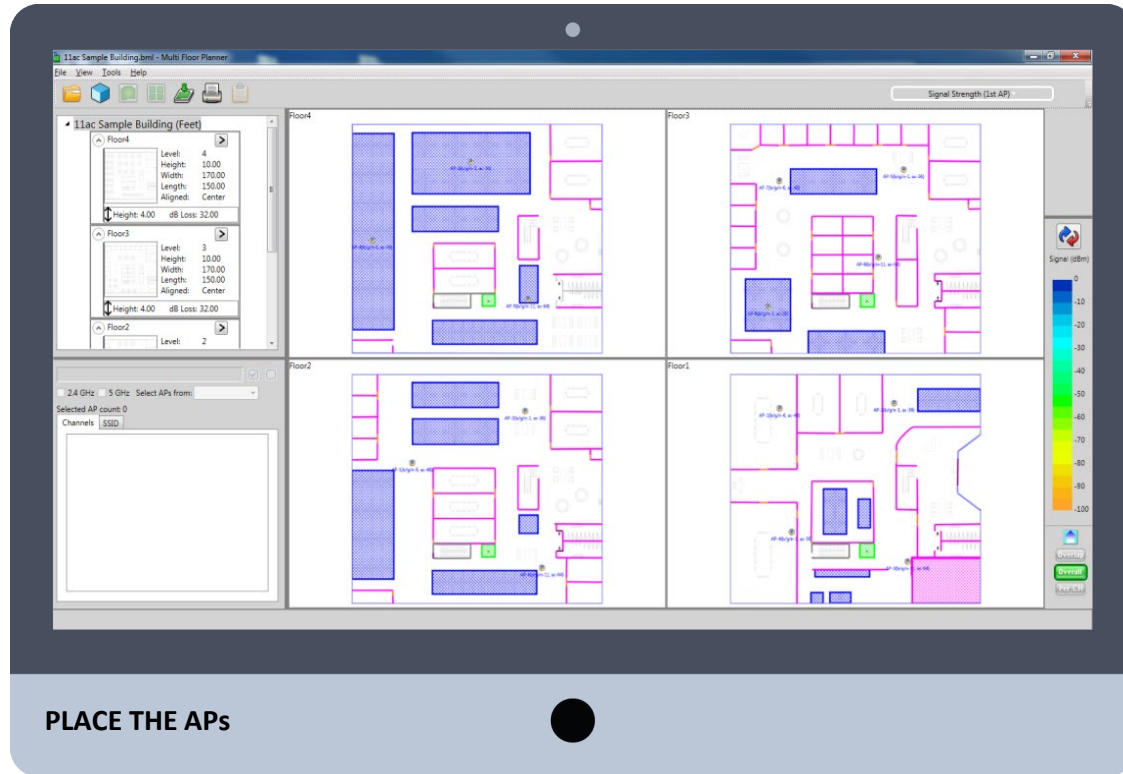 11ac Sample Building.bml - Multi Floor Planner
File View Tools Help
Signal Strength (1st AP)
11ac Sample Building (Feet)
Floor4
Level: 4
Height: 10.00
Width: 170.00
Length: 150.00
Aligned: Center
Height: 4.00 dB Loss: 32.00
Floor3
Level: 3
Height: 10.00
Width: 170.00
Length: 150.00
Aligned: Center
Height: 4.00 dB Loss: 32.00
Floor2
Level: 2
2.4 GHz 5 GHz Select APs from:
Selected AP count: 0
Channels SSID
Floor4
Floor3
Floor2
Floor1
Signal (dBm)
0
-10
-20
-30
-40
-50
-60
-70
-80
-90
-100
Overlap
Overall
Per CH
PLACE THE APs